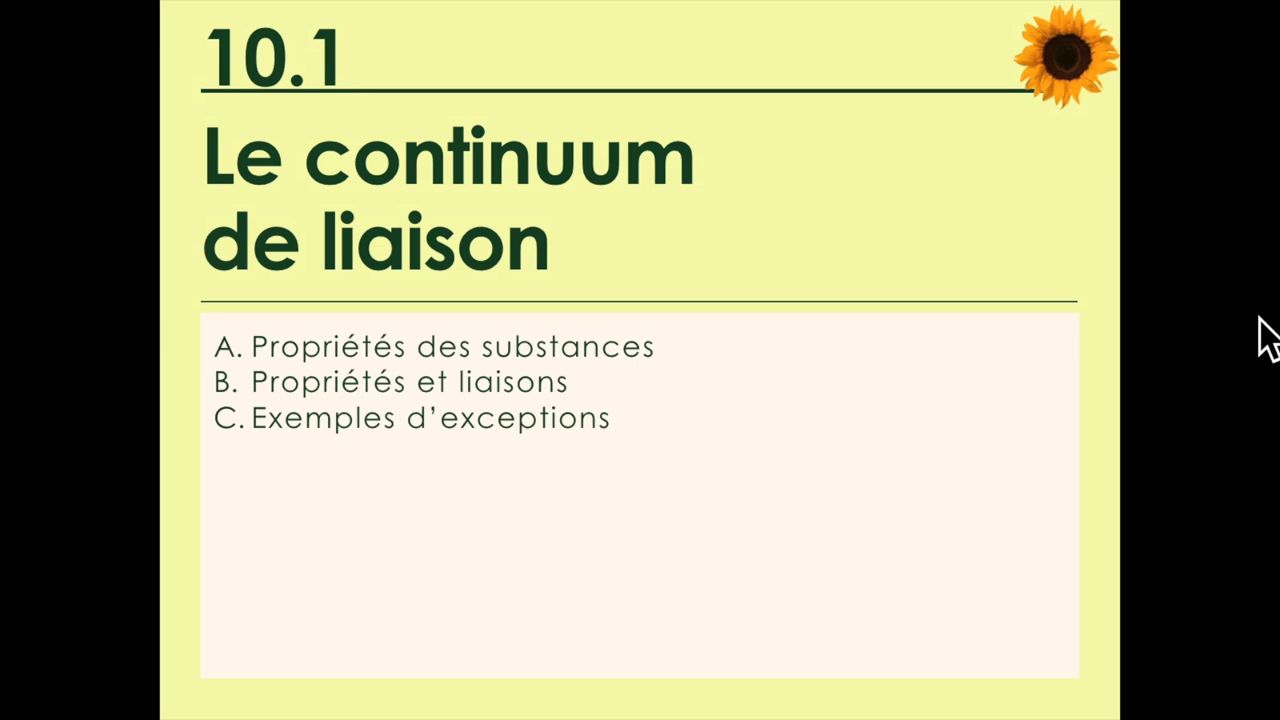 10.1
Le continuum
de liaison
A. Propriétés des substances
B. Propriétés et liaisons
C. Exemples d’exceptions